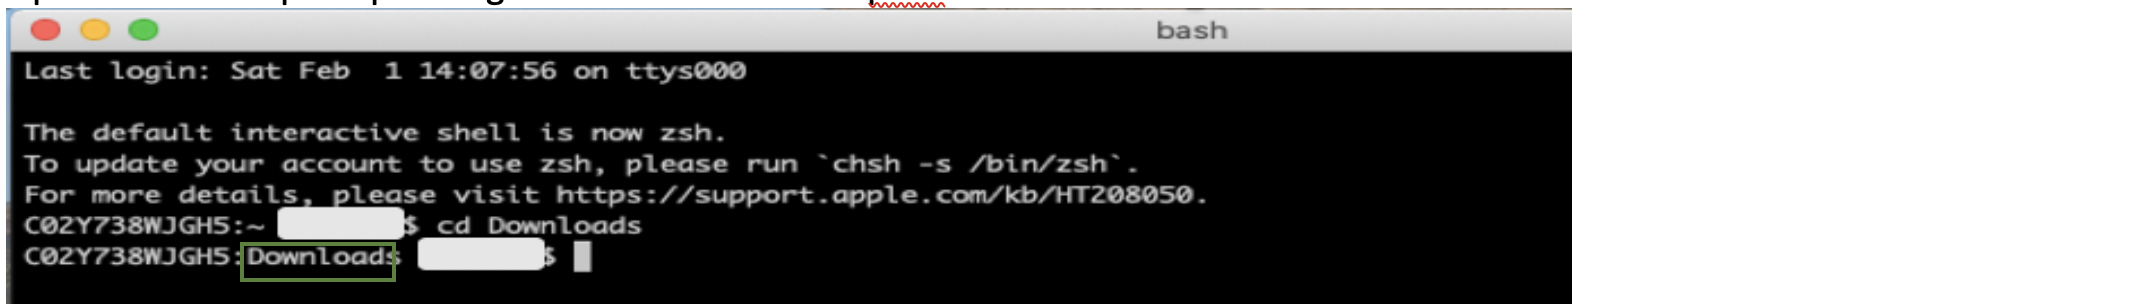 bash
Last login: Sat Feb  1 14:07:56 on ttys000
The default interactive shell is now zsh.
To update your account to use zsh, please run `chsh -s /bin/zsh`.
For more details, please visit https://support.apple.com/kb/HT208050.
C02Y738WJGH5:~ $ cd Downloads
C02Y738WJGH5:Downloads $